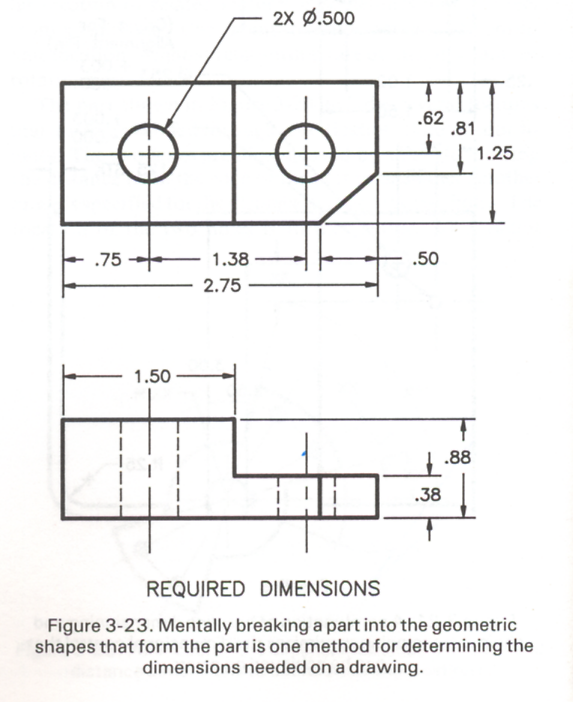 2X Ø.500
.62
.81
1.25
.75
1.38
.50
2.75
1.50
.88
.38
REQUIRED DIMENSIONS
Figure 3-23. Mentally breaking a part into the geometric
shapes that form the part is one method for determining the
dimensions needed on a drawing.